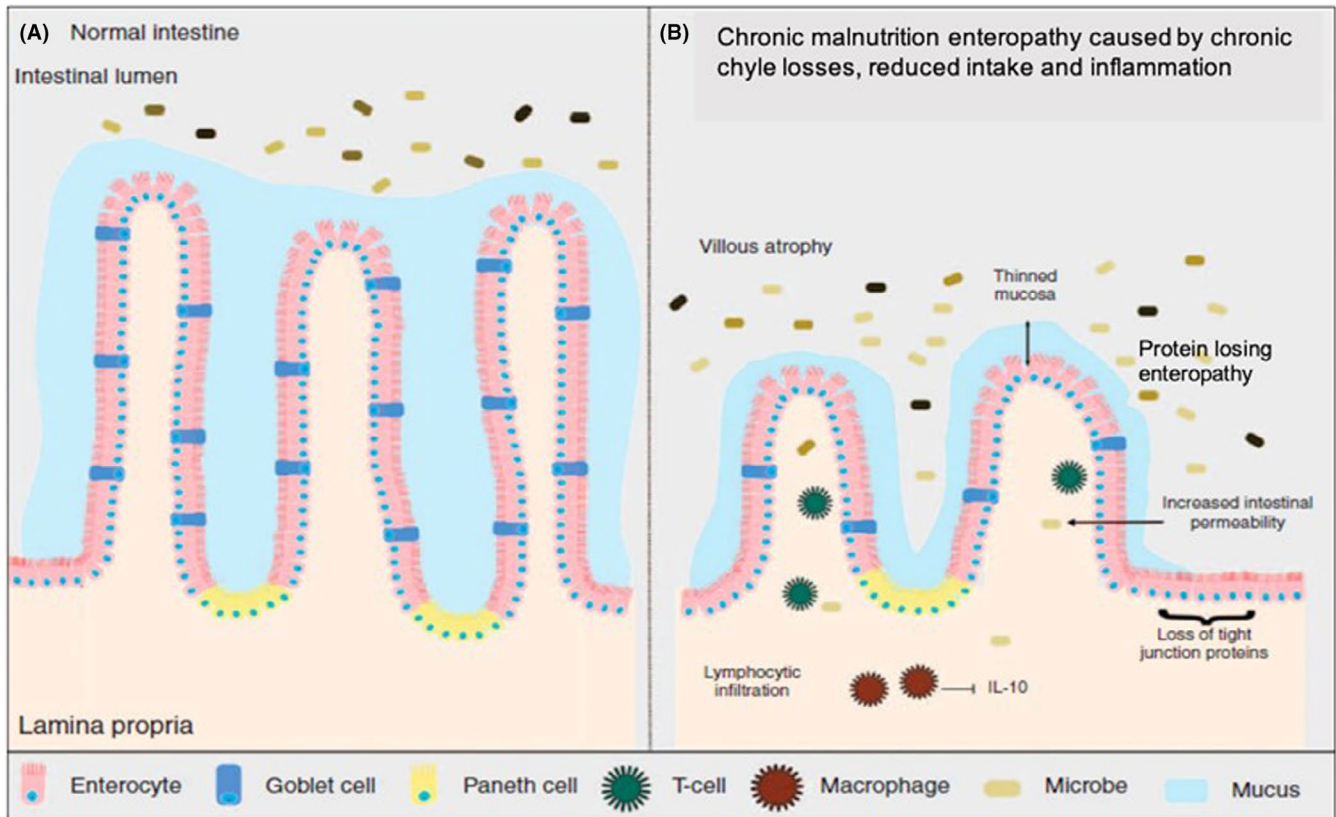 (A) Normal intestine
Intestinal lumen
Lamina propria
(B) Chronic malnutrition enteropathy caused by chronic
chyle losses, reduced intake and inflammation
Villous atrophy
Thinned
mucosa
Protein losing
enteropathy
Increased intestinal
permeability
Loss of tight
junction proteins
Lymphocytic
infiltration
IL-10
Enterocyte Goblet cell Paneth cell T-cell Macrophage Microbe Mucus